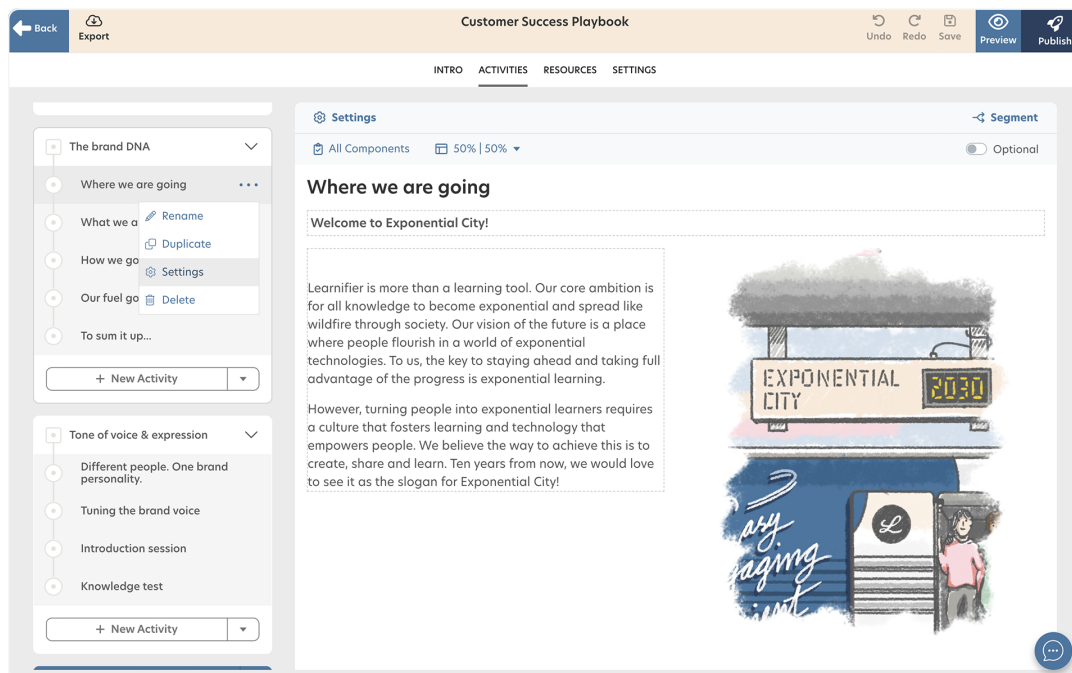 Back
Export
Customer Success Playbook
Undo
Redo
Save
Preview
Publish
INTRO
ACTIVITIES
RESOURCES
SETTINGS
The brand DNA
Where we are going
What we a
How we go
Our fuel go
To sum it up...
Rename
Duplicate
Settings
Delete
+ New Activity
Tone of voice & expression
Different people. One brand
personality.
Tuning the brand voice
Introduction session
Knowledge test
+ New Activity
Settings
Segment
All Components
50% | 50%
Optional
Where we are going
Welcome to Exponential City!
Learnifier is more than a learning tool. Our core ambition is
for all knowledge to become exponential and spread like
wildfire through society. Our vision of the future is a place
where people flourish in a world of exponential
technologies. To us, the key to staying ahead and taking full
advantage of the progress is exponential learning.
However, turning people into exponential learners requires
a culture that fosters learning and technology that
empowers people. We believe the way to achieve this is to
create, share and learn. Ten years from now, we would love
to see it as the slogan for Exponential City!
EXPONENTIAL
CITY
2030
L